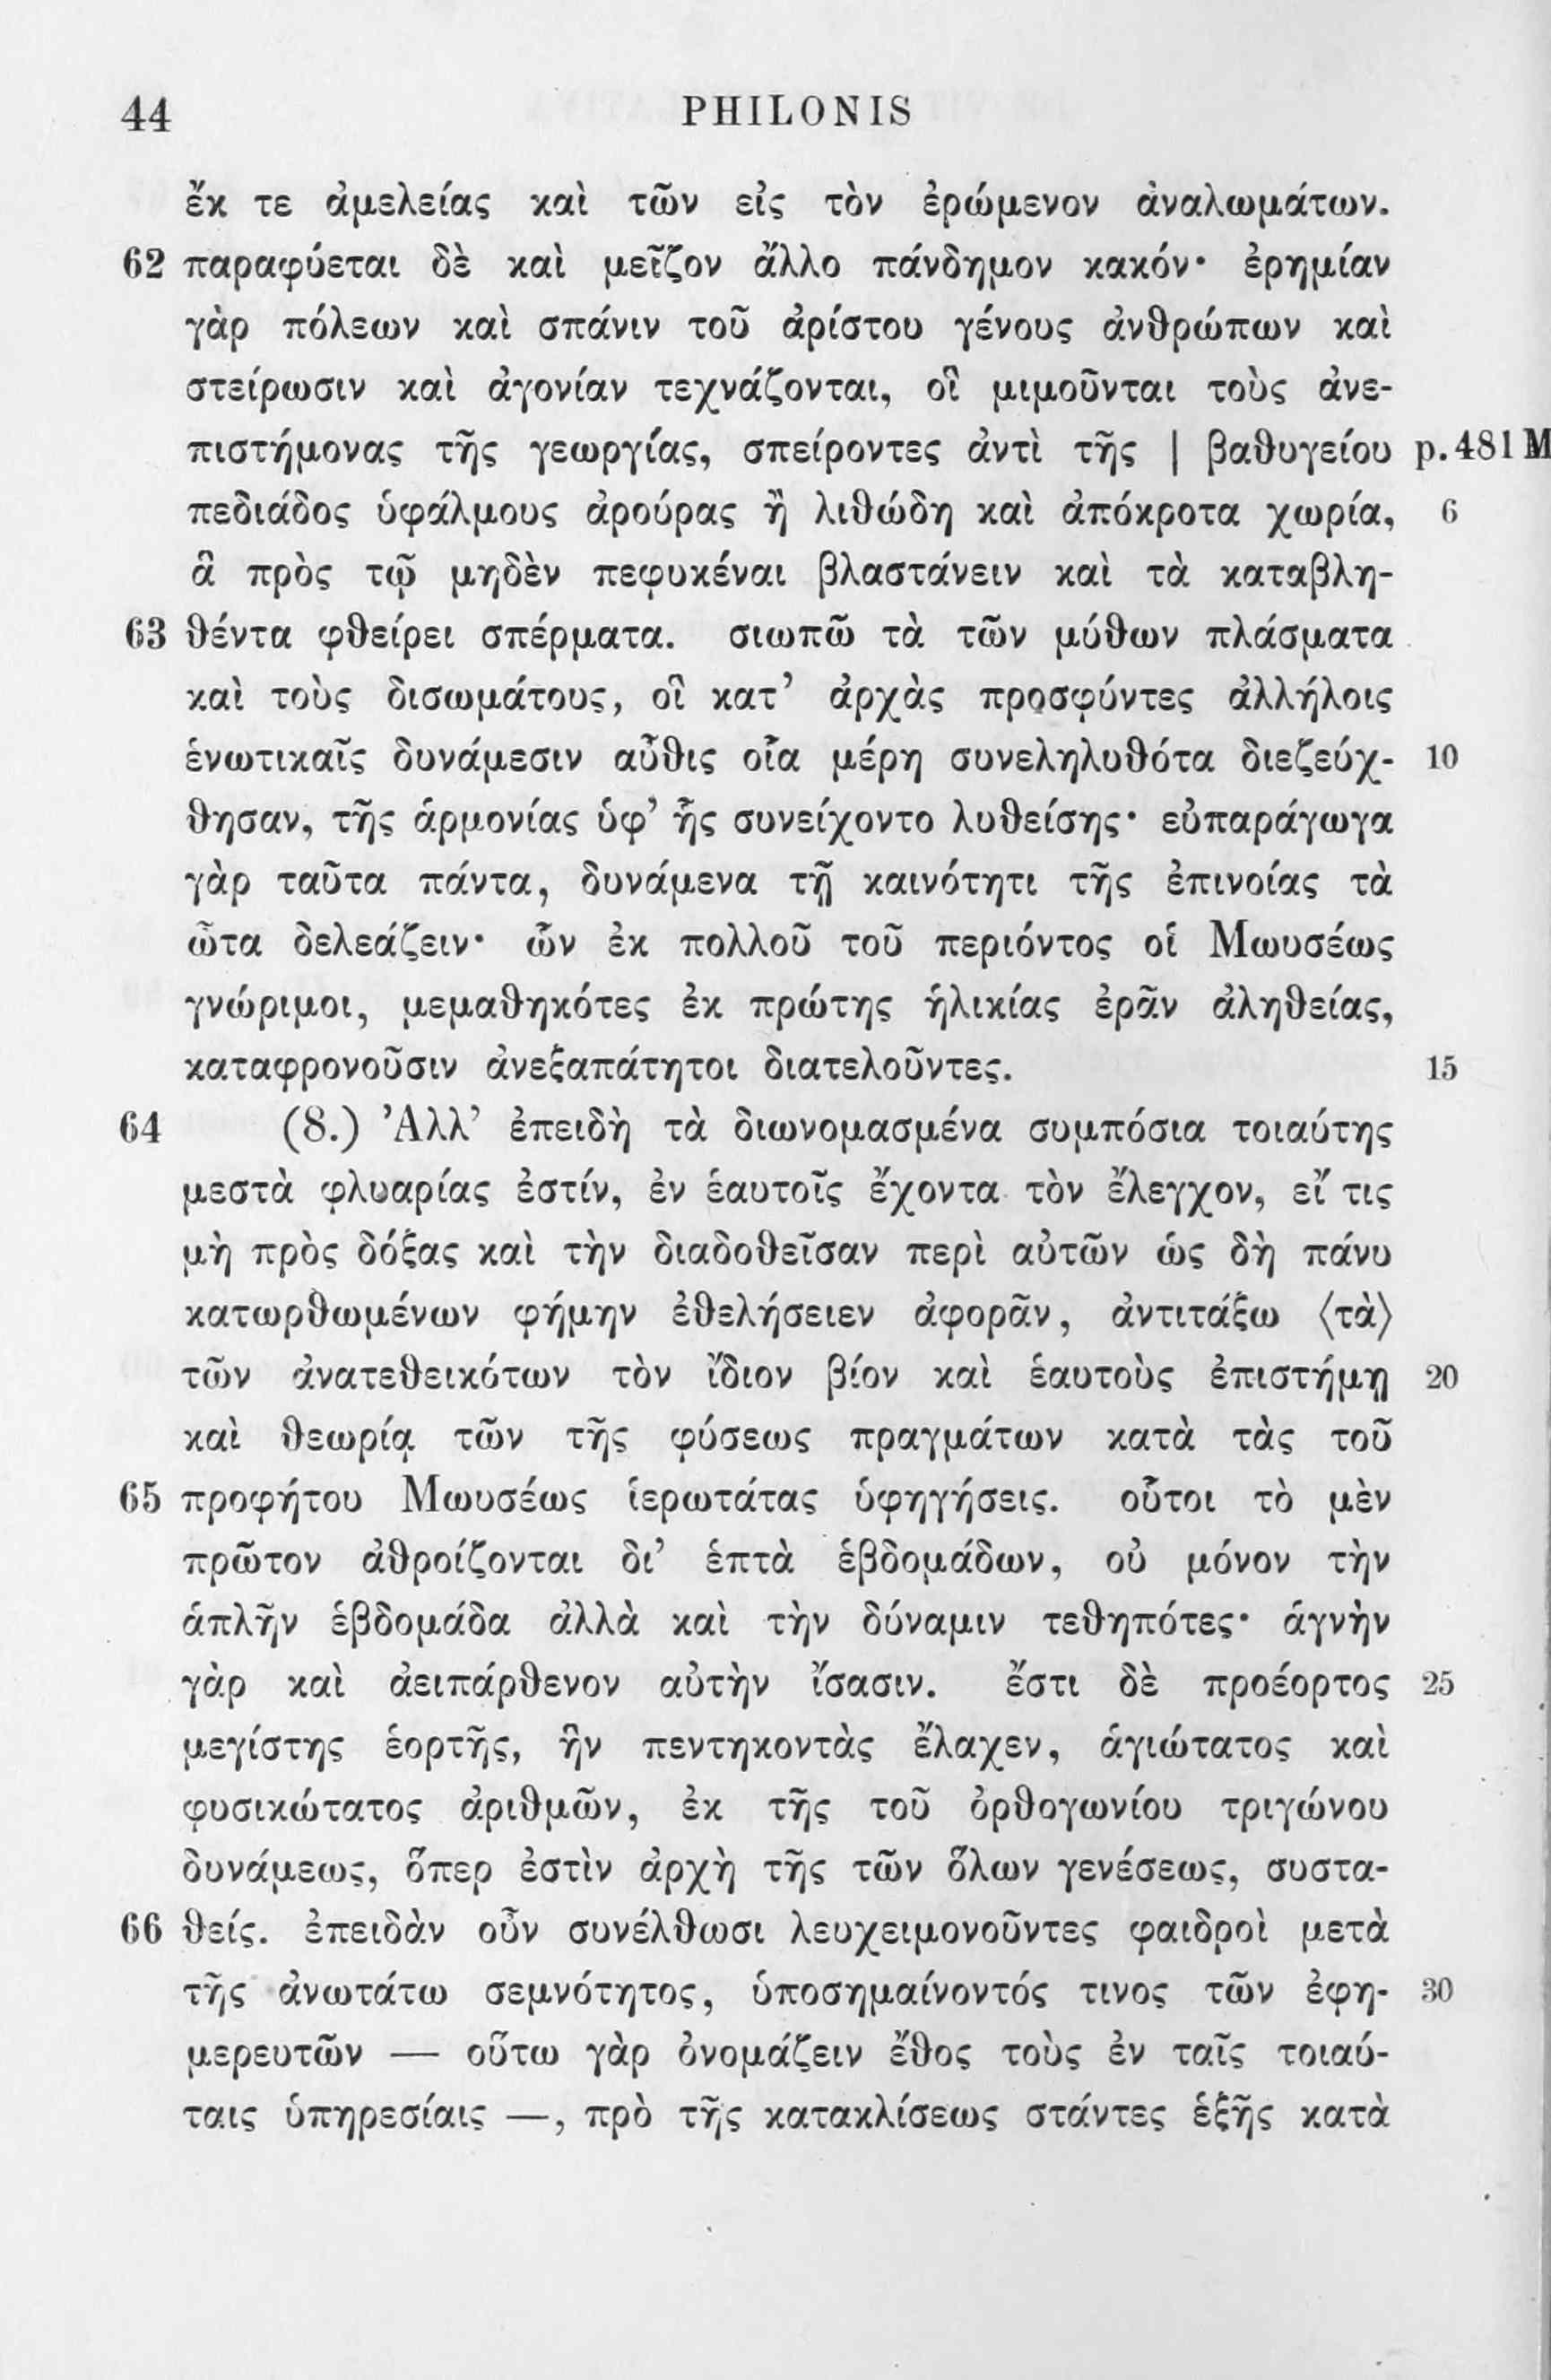 44 PHILONIS
ἔκ τε ἀμελείας καὶ τῶν εἰς τὸν ἐρώμενον ἀναλωμάτων.
62 παραφύεται δὲ καὶ μεῖζον ἄλλο πάνδημον κακόν· ἐρημίαν
γὰρ πόλεων καὶ σπάνιν τοῦ ἀρίστου γένους ἀνθρώπων καὶ
στείρωσιν καὶ ἀγονίαν τεχνάζονται, οἳ μιμοῦνται τοὺς ἀνε-
πιστήμονας τῆς γεωργίας, σπείροντες ἀντὶ τῆς | βαθυγείου p. 481 M
πεδιάδος ὑφάλμους ἀρούρας ἢ λιθώδη καὶ ἀπόκροτα χωρία, 6
ἃ πρὸς τῷ μηδὲν πεφυκέναι βλαστάνειν καὶ τὰ καταβλη-
63 θέντα φθείρει σπέρματα. σιωπῶ τὰ τῶν μύθων πλάσματα
καὶ τοὺς δισωμάτους, οἳ κατ’ ἀρχὰς προσφύντες ἀλλήλοις
ἑνωτικαῖς δυνάμεσιν αὖθις οἷα μέρη συνεληλυθότα διεζεύχ- 10
θησαν, τῆς ἁρμονίας ὑφ’ ἧς συνείχοντο λυθείσης· εὐπαράγωγα
γὰρ ταῦτα πάντα, δυνάμενα τῇ καινότητι τῆς ἐπινοίας τὰ
ὦτα δελεάζειν· ὧν ἐκ πολλοῦ τοῦ περιόντος οἱ Μωυσέως
γνώριμοι, μεμαθηκότες ἐκ πρώτης ἡλικίας ἐρᾶν ἀληθείας,
καταφρονοῦσιν ἀνεξαπάτητοι διατελοῦντες. 15
64 (8.) Ἀλλ’ ἐπειδὴ τὰ διωνομασμένα συμπόσια τοιαύτης
μεστὰ φλυαρίας ἐστίν, ἐν ἑαυτοῖς ἔχοντα τὸν ἔλεγχον, εἴ τις
μὴ πρὸς δόξας καὶ τὴν διαδοθεῖσαν περὶ αὐτῶν ὡς δὴ πάνυ
κατωρθωμένων φήμην ἐθελήσειεν ἀφορᾶν, ἀντιτάξω ⟨τὰ⟩
τῶν ἀνατεθεικότων τὸν ἴδιον βίον καὶ ἑαυτοὺς ἐπιστήμῃ 20
καὶ θεωρίᾳ τῶν τῆς φύσεως πραγμάτων κατὰ τὰς τοῦ
65 προφήτου Μωυσέως ἱερωτάτας ὑφηγήσεις. οὗτοι τὸ μὲν
πρῶτον ἀθροίζονται δι’ ἑπτὰ ἑβδομάδων, οὐ μόνον τὴν
ἁπλῆν ἑβδομάδα ἀλλὰ καὶ τὴν δύναμιν τεθηπότες· ἁγνὴν
γὰρ καὶ ἀειπάρθενον αὐτὴν ἴσασιν. ἔστι δὲ προέορτος 25
μεγίστης ἑορτῆς, ἣν πεντηκοντὰς ἔλαχεν, ἁγιώτατος καὶ
φυσικώτατος ἀριθμῶν, ἐκ τῆς τοῦ ὀρθογωνίου τριγώνου
δυνάμεως, ὅπερ ἐστὶν ἀρχὴ τῆς τῶν ὅλων γενέσεως, συστα-
66 θείς. ἐπειδὰν οὖν συνέλθωσι λευχειμονοῦντες φαιδροὶ μετὰ
τῆς ἀνωτάτω σεμνότητος, ὑποσημαίνοντός τινος τῶν ἐφη- 30
μερευτῶν — οὕτω γὰρ ὀνομάζειν ἔθος τοὺς ἐν ταῖς τοιαύ-
ταις ὑπηρεσίαις —, πρὸ τῆς κατακλίσεως στάντες ἑξῆς κατὰ